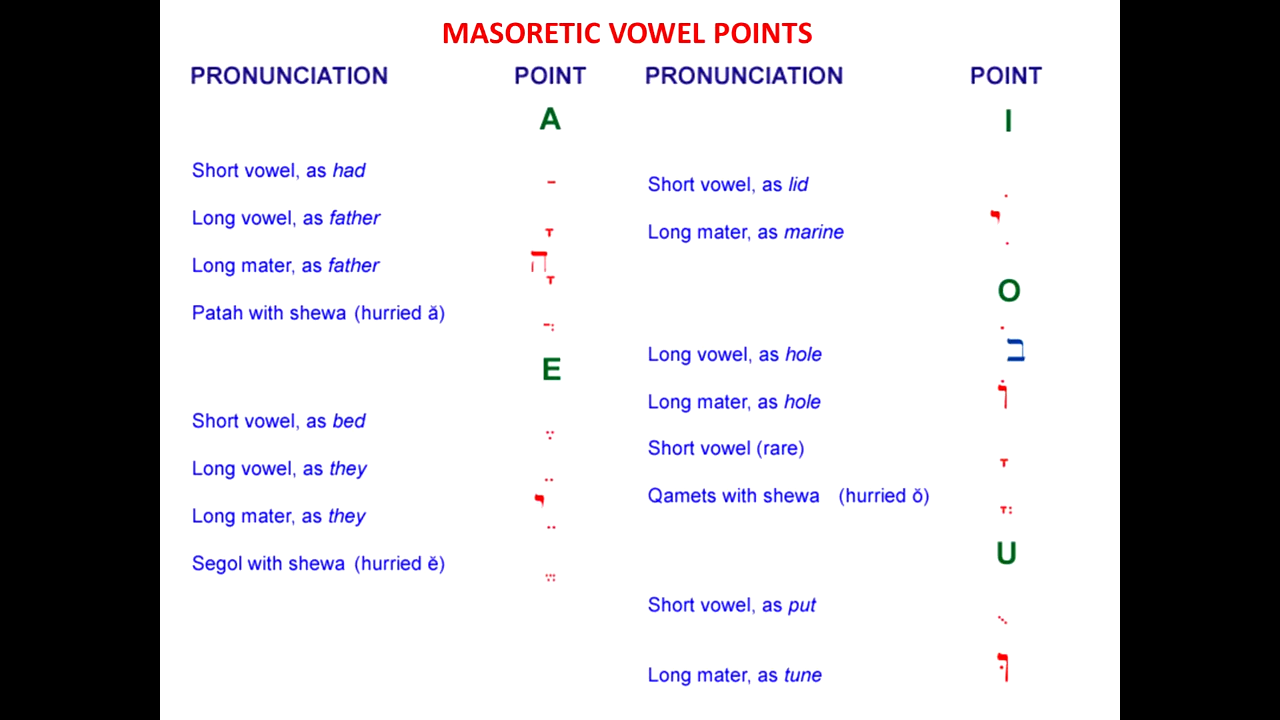 MASORETIC VOWEL POINTS
PRONUNCIATION POINT
A
Short vowel, as had ַ
Long vowel, as father ָ
Long mater, as father ָה
Patah with shewa (hurried ă) ֲ
E
Short vowel, as bed ֶ
Long vowel, as they ֵ
Long mater, as they ֵי
Segol with shewa (hurried ĕ) ֱ
PRONUNCIATION POINT
I
Short vowel, as lid ִ
Long mater, as marine ִי
O
Long vowel, as hole בֹ
Long mater, as hole וֹ
Short vowel (rare) ָ
Qamets with shewa (hurried ŏ) ֳ
U
Short vowel, as put ֻ
Long mater, as tune וּ